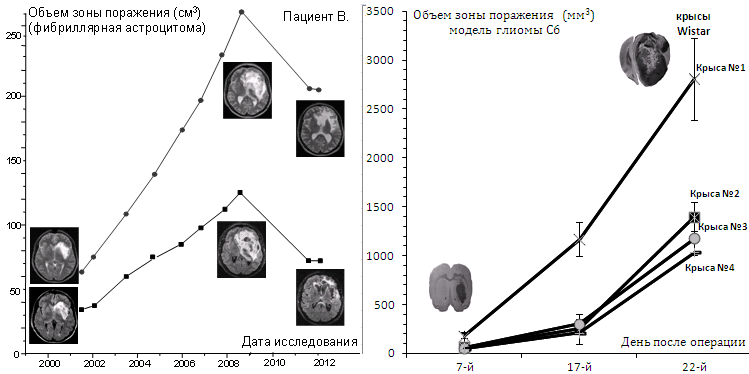 Объем зоны поражения (см³)
(фибриллярная астроцитома)
Пациент В.
250
200
150
100
50
0
2000
2002
2004
2006
2008
2010
2012
Дата исследования
Объем зоны поражения (мм³)
модель глиомы С6
крысы
Wistar
3500
3000
2500
2000
1500
1000
500
0
Крыса №1
Крыса №2
Крыса №3
Крыса №4
День после операции
7-й
17-й
22-й